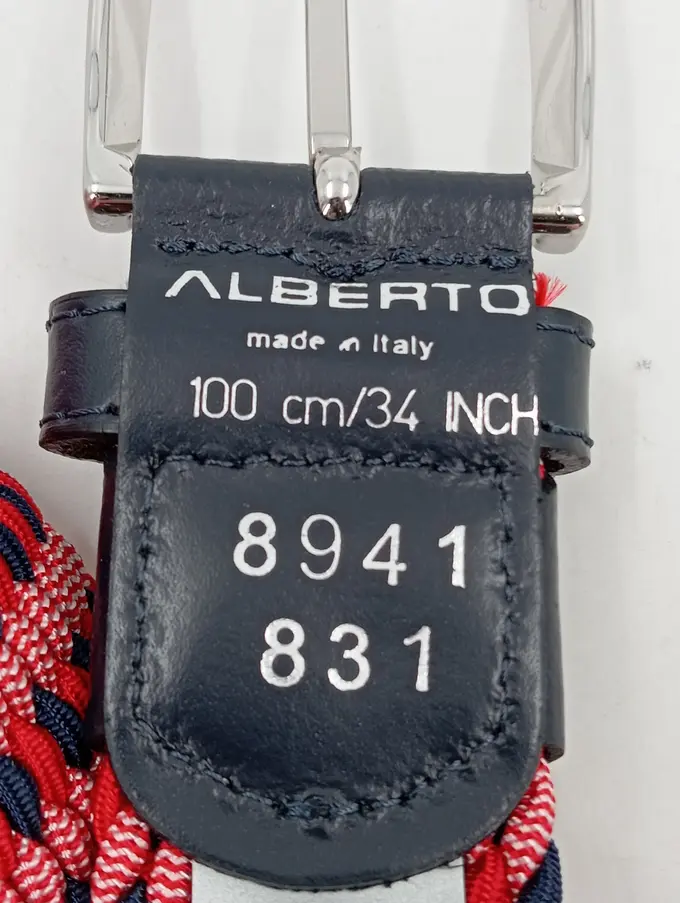 ALBERTO
made in Italy
100 cm/34 INCH
8941
831